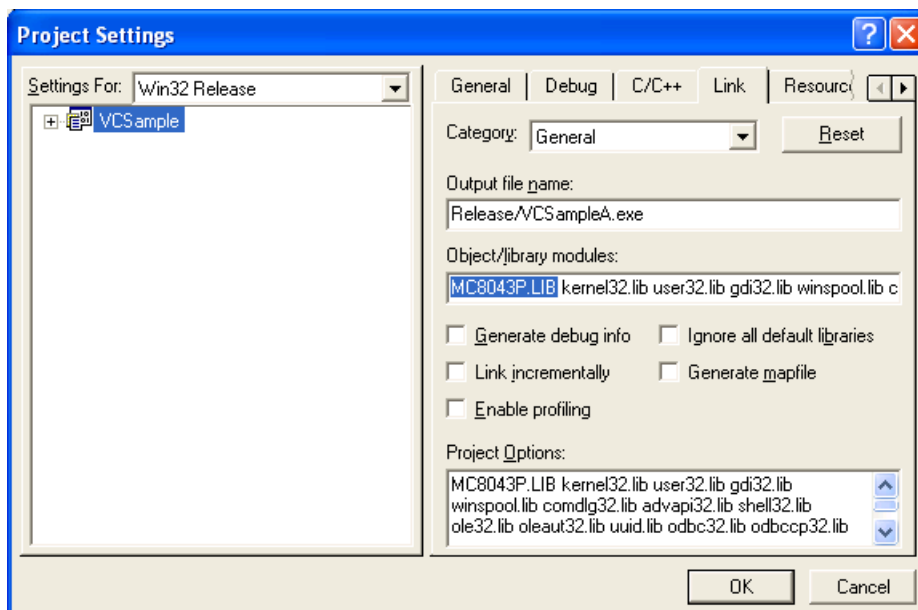 Project Settings
Settings For: Win32 Release
VCSample
General Debug C/C++ Link
Category: General Reset
Output file name:
Release/VCSampleA.exe
Object/library modules:
MC8043P.LIB kernel32.lib user32.lib gdi32.lib winspool.lib c
Generate debug info Ignore all default libraries
Link incrementally Generate mapfile
Enable profiling
Project Options:
MC8043P.LIB kernel32.lib user32.lib gdi32.lib
winspool.lib comdlg32.lib advapi32.lib shell32.lib
ole32.lib oleaut32.lib uuid.lib odbc32.lib odbccp32.lib
OK Cancel